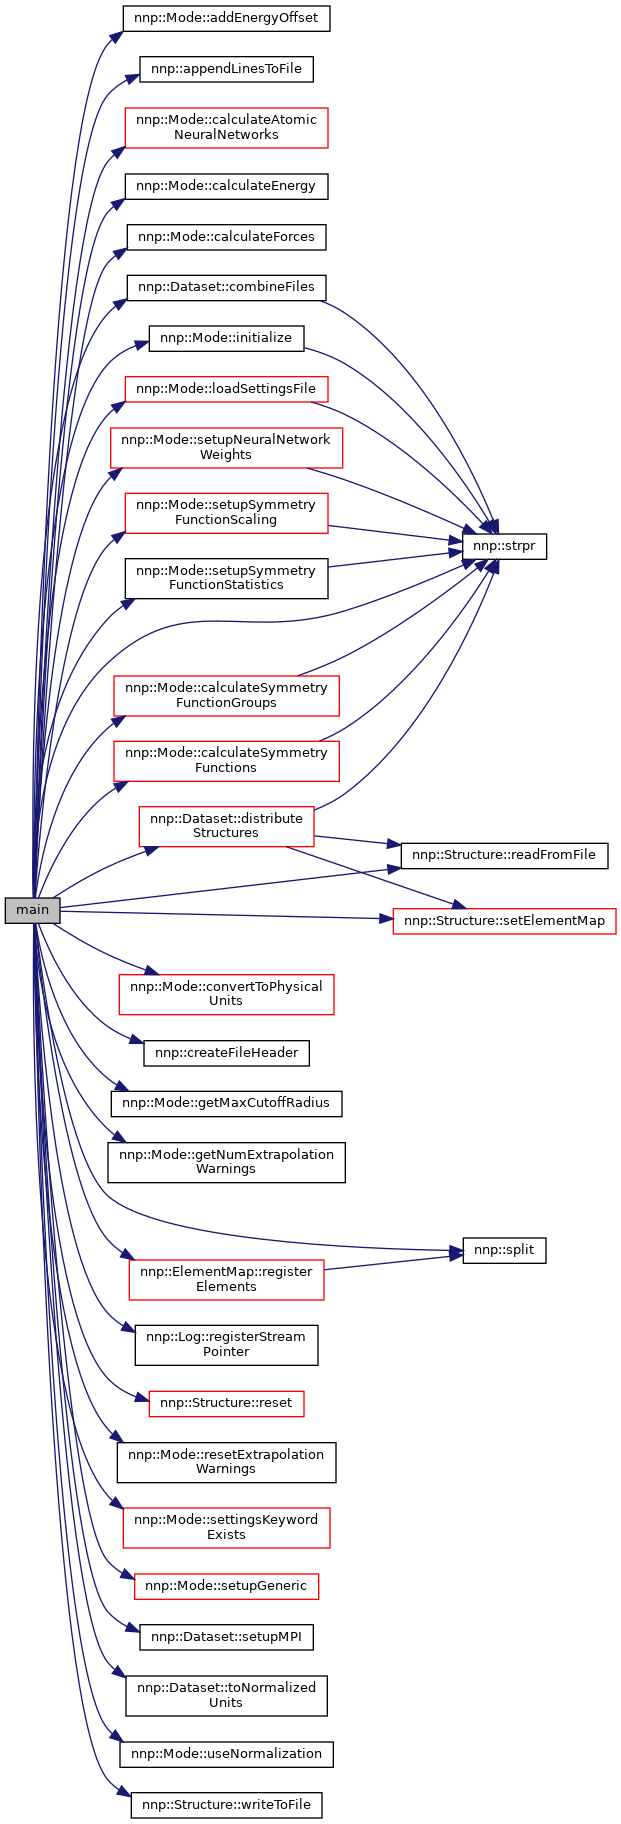 nnp::Mode::addEnergyOffset
nnp::appendLinesToFile
nnp::Mode::calculateAtomic
NeuralNetworks
nnp::Mode::calculateEnergy
nnp::Mode::calculateForces
nnp::Dataset::combineFiles
nnp::Mode::initialize
nnp::Mode::loadSettingsFile
nnp::Mode::setupNeuralNetwork
Weights
nnp::Mode::setupSymmetry
FunctionScaling
nnp::strpr
nnp::Mode::setupSymmetry
FunctionStatistics
nnp::Mode::calculateSymmetry
FunctionGroups
nnp::Mode::calculateSymmetry
Functions
nnp::Dataset::distribute
Structures
nnp::Structure::readFromFile
main
nnp::Structure::setElementMap
nnp::Mode::convertToPhysical
Units
nnp::createFileHeader
nnp::Mode::getMaxCutoffRadius
nnp::Mode::getNumExtrapolation
Warnings
nnp::split
nnp::ElementMap::register
Elements
nnp::Log::registerStream
Pointer
nnp::Structure::reset
nnp::Mode::resetExtrapolation
Warnings
nnp::Mode::settingsKeyword
Exists
nnp::Mode::setupGeneric
nnp::Dataset::setupMPI
nnp::Dataset::toNormalized
Units
nnp::Mode::useNormalization
nnp::Structure::writeToFile